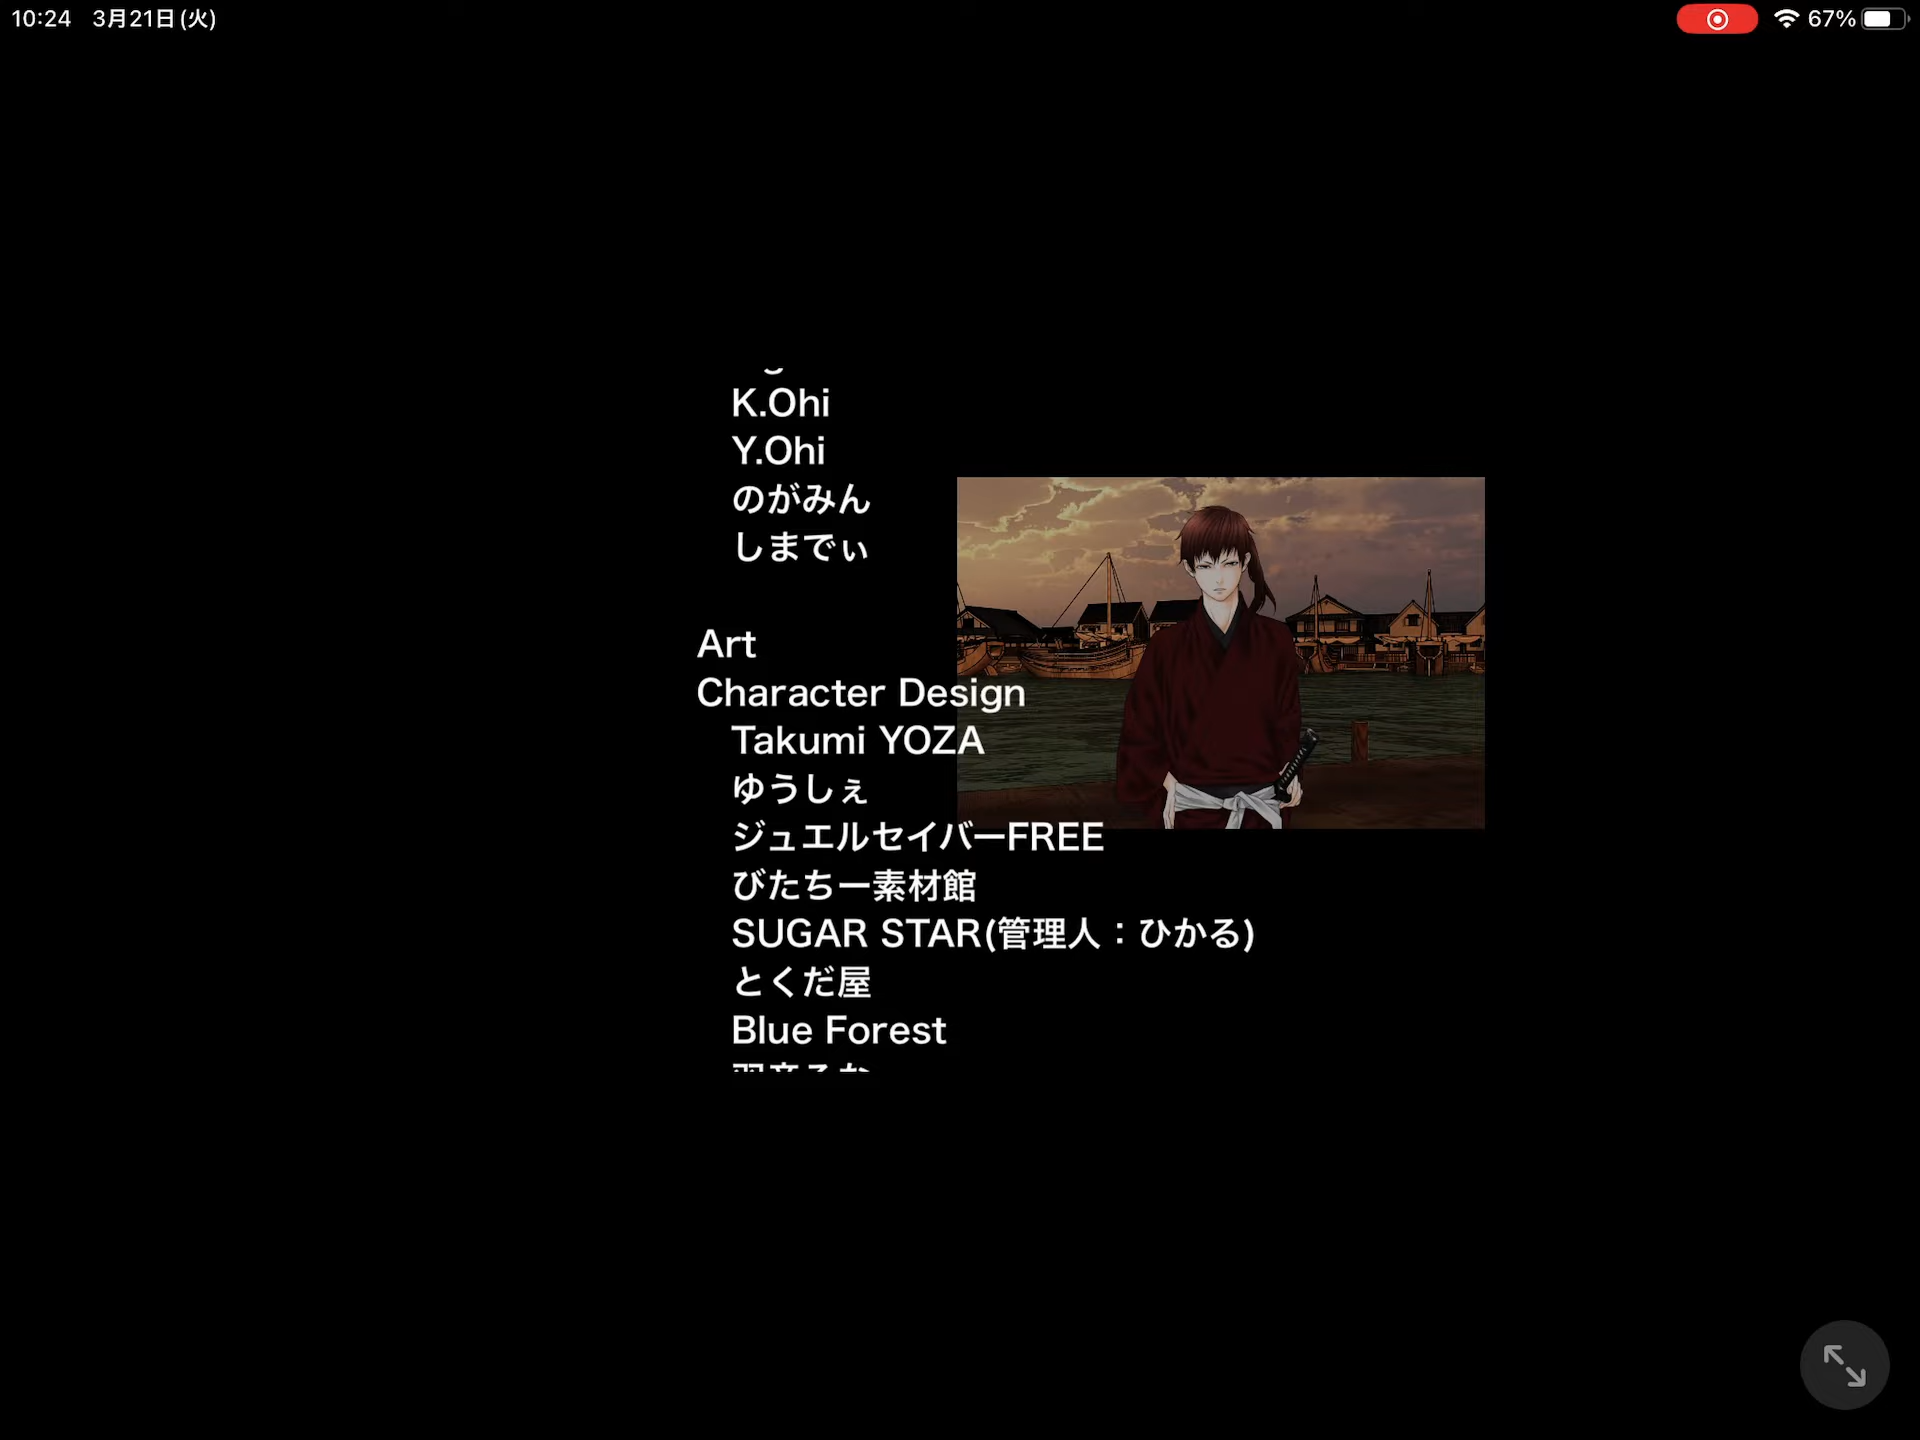 10:24 3月21日(火)
67%
K.Ohi
Y.Ohi
のがみん
しまでぃ
Art
Character Design
Takumi YOZA
ゆうしぇ
ジュエルセイバーFREE
びたちー素材館
SUGAR STAR(管理人：ひかる)
とくだ屋
Blue Forest